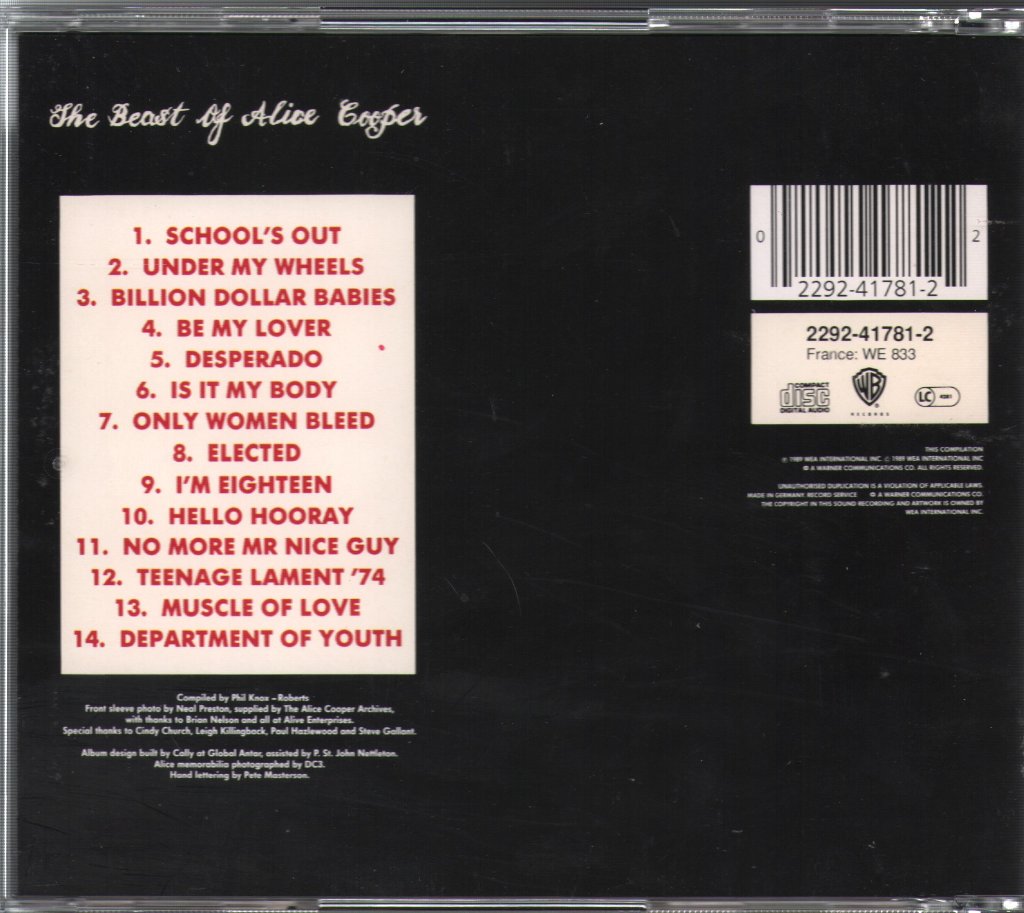 The Beast Of Alice Cooper
1. SCHOOL'S OUT
2. UNDER MY WHEELS
3. BILLION DOLLAR BABIES
4. BE MY LOVER
5. DESPERADO
6. IS IT MY BODY
7. ONLY WOMEN BLEED
8. ELECTED
9. I'M EIGHTEEN
10. HELLO HOORAY
11. NO MORE MR NICE GUY
12. TEENAGE LAMENT '74
13. MUSCLE OF LOVE
14. DEPARTMENT OF YOUTH
Compiled by Phil Knox – Roberts
Front sleeve photo by Neal Preston, supplied by The Alice Cooper Archives,
with thanks to Brian Nelson and all at Alive Enterprises.
Special thanks to Cindy Church, Leigh Killingback, Paul Hazlewood and Steve Gallant.
Album design built by Cally at Global Antar, assisted by P. St. John Nettleton.
Alice memorabilia photographed by DC3.
Hand lettering by Pete Masterson.
0 2292-41781-2 2
2292-41781-2
France: WE 833
COMPACT
disc
DIGITAL AUDIO
WB
RECORDS
LC 4281
THIS COMPILATION
℗ 1989 WEA INTERNATIONAL INC. © 1989 WEA INTERNATIONAL INC
A WARNER COMMUNICATIONS CO. ALL RIGHTS RESERVED.
UNAUTHORISED DUPLICATION IS A VIOLATION OF APPLICABLE LAWS.
MADE IN GERMANY. RECORD SERVICE A WARNER COMMUNICATIONS CO.
THE COPYRIGHT IN THIS SOUND RECORDING AND ARTWORK IS OWNED BY
WEA INTERNATIONAL INC.